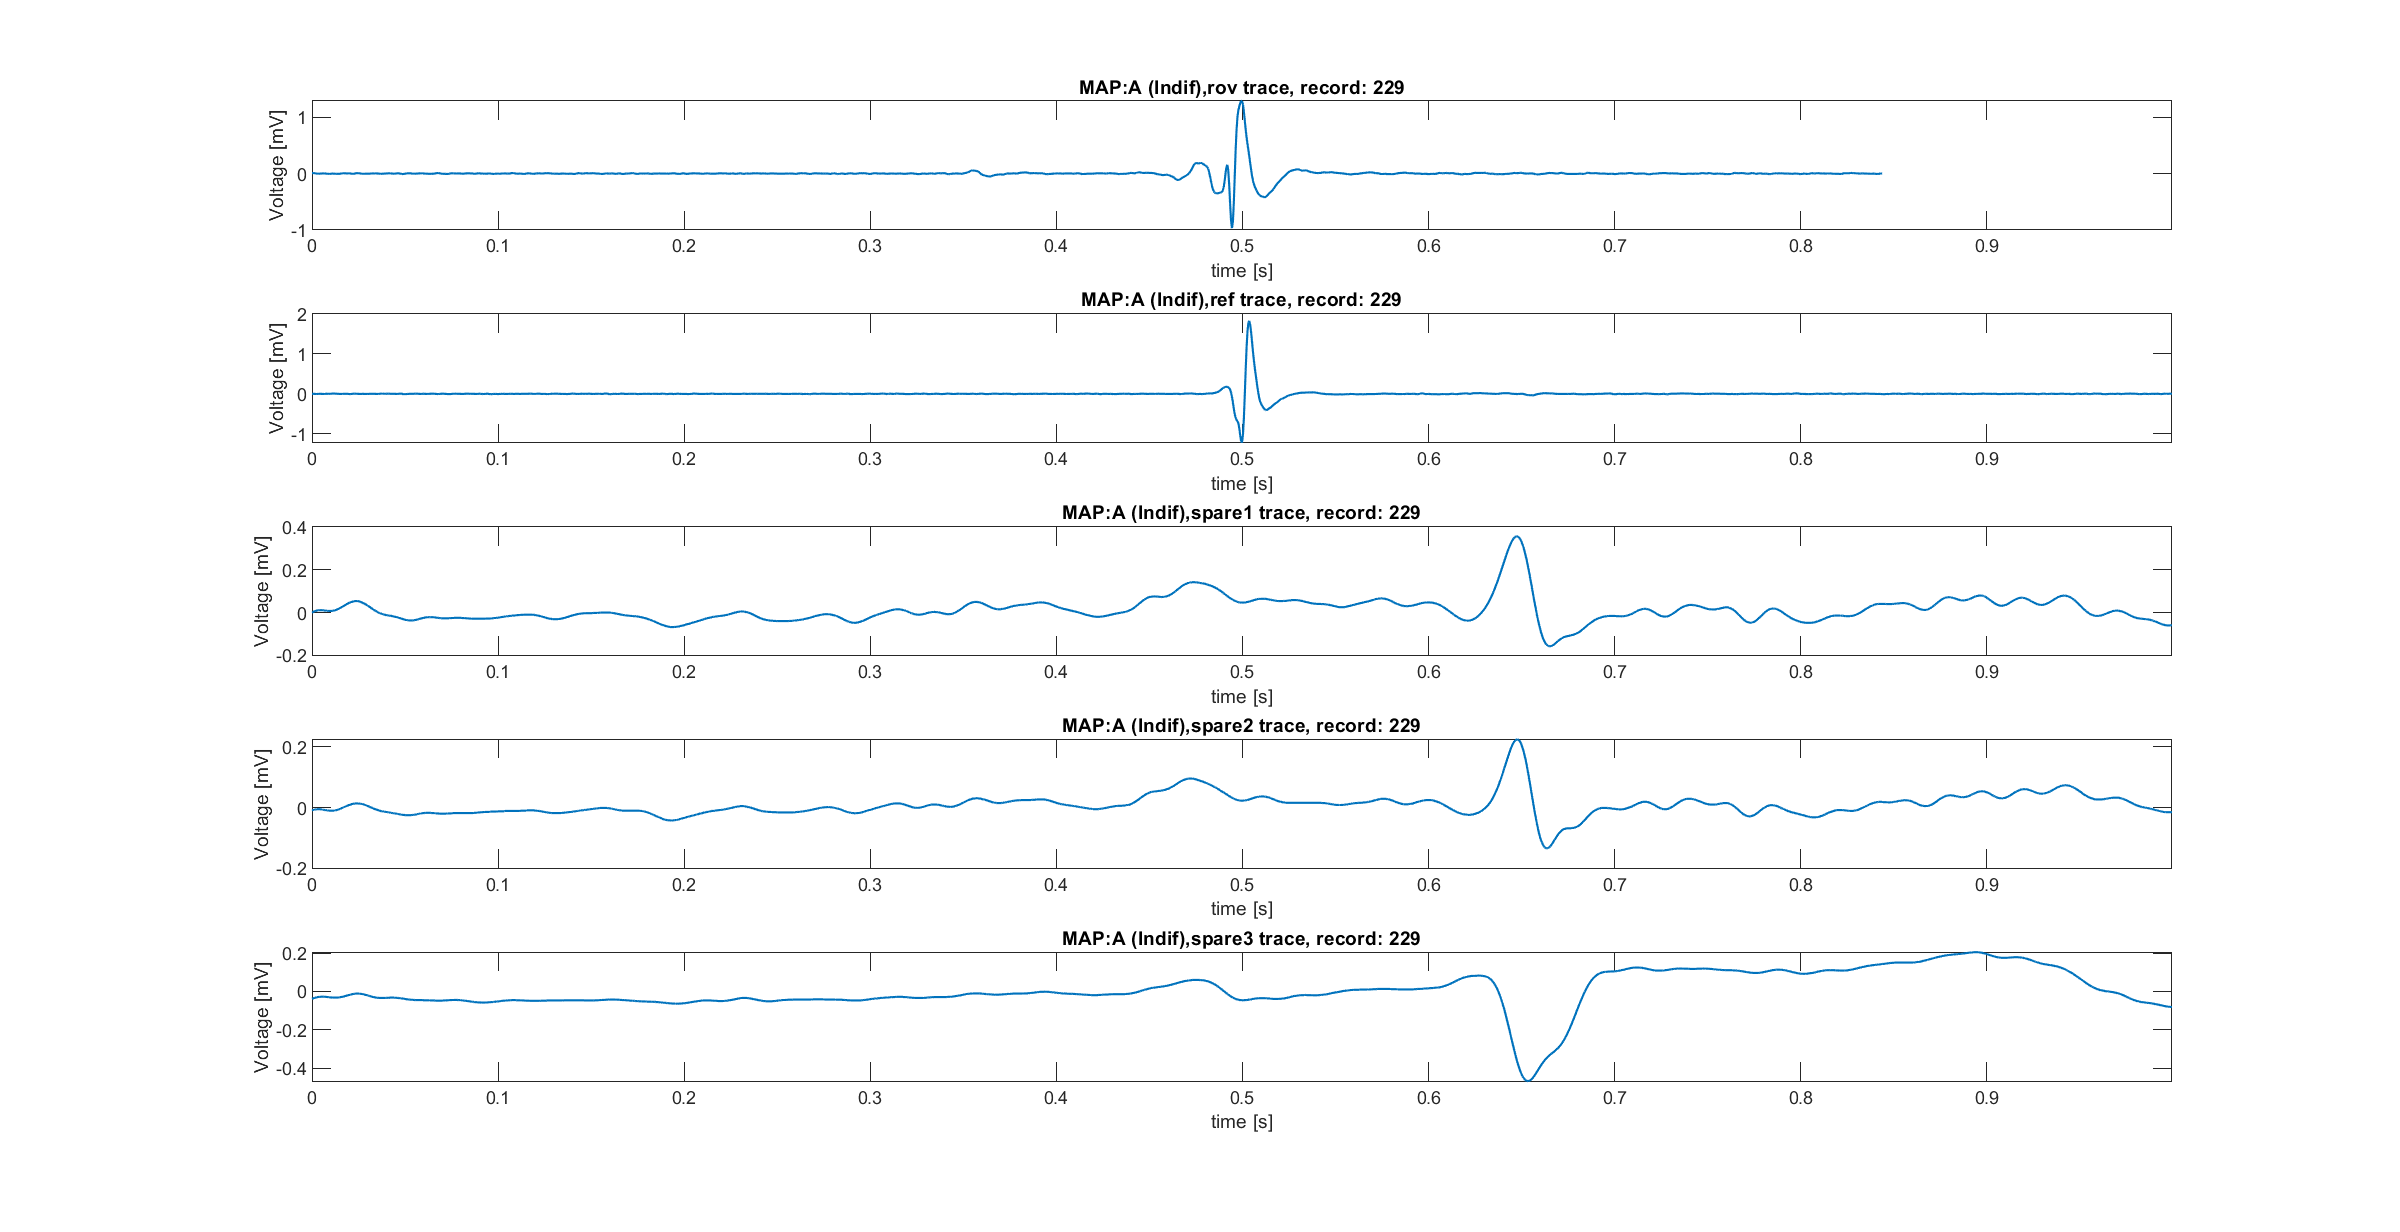 MAP:A (Indif),rov trace, record: 229
Voltage [mV]
1
0
-1
0 0.1 0.2 0.3 0.4 0.5 0.6 0.7 0.8 0.9
time [s]
MAP:A (Indif),ref trace, record: 229
Voltage [mV]
2
1
0
-1
0 0.1 0.2 0.3 0.4 0.5 0.6 0.7 0.8 0.9
time [s]
MAP:A (Indif),spare1 trace, record: 229
Voltage [mV]
0.4
0.2
0
-0.2
0 0.1 0.2 0.3 0.4 0.5 0.6 0.7 0.8 0.9
time [s]
MAP:A (Indif),spare2 trace, record: 229
Voltage [mV]
0.2
0
-0.2
0 0.1 0.2 0.3 0.4 0.5 0.6 0.7 0.8 0.9
time [s]
MAP:A (Indif),spare3 trace, record: 229
Voltage [mV]
0.2
0
-0.2
-0.4
0 0.1 0.2 0.3 0.4 0.5 0.6 0.7 0.8 0.9
time [s]